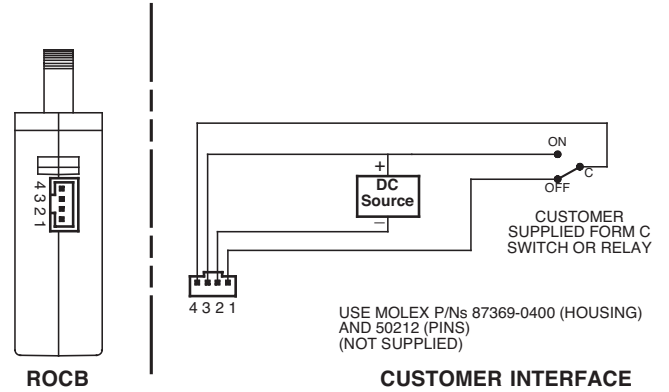 4 3 2 1
ROCB
ON
C
OFF
+
DC
Source
–
CUSTOMER
SUPPLIED FORM C
SWITCH OR RELAY
4 3 2 1
USE MOLEX P/Ns 87369-0400 (HOUSING)
AND 50212 (PINS)
(NOT SUPPLIED)
CUSTOMER INTERFACE